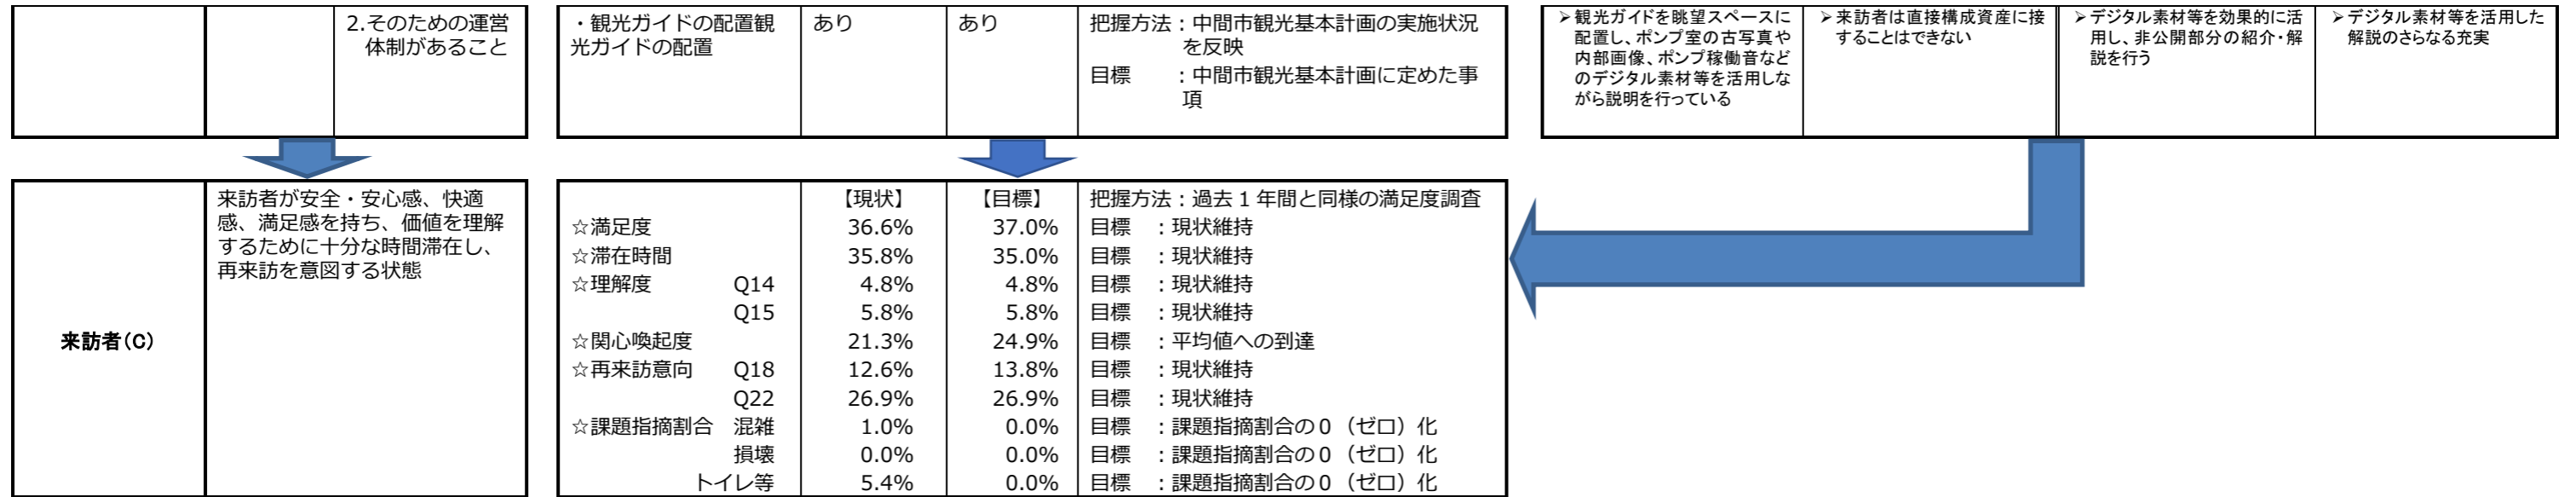 2.そのための運営
体制があること
・観光ガイドの配置観
光ガイドの配置
あり
あり
把握方法：中間市観光基本計画の実施状況
を反映
目標　　：中間市観光基本計画に定めた事
項
➢観光ガイドを眺望スペースに
配置し、ポンプ室の古写真や
内部画像、ポンプ稼働音など
のデジタル素材等を活用しな
がら説明を行っている
➢来訪者は直接構成資産に接
することはできない
➢デジタル素材等を効果的に活
用し、非公開部分の紹介・解
説を行う
➢デジタル素材等を活用した
解説のさらなる充実
来訪者(C)
来訪者が安全・安心感、快適
感、満足感を持ち、価値を理解
するために十分な時間滞在し、
再来訪を意図する状態
【現状】 【目標】 把握方法：過去１年間と同様の満足度調査
☆満足度 36.6% 37.0% 目標　：現状維持
☆滞在時間 35.8% 35.0% 目標　：現状維持
☆理解度 Q14 4.8% 4.8% 目標　：現状維持
Q15 5.8% 5.8% 目標　：現状維持
☆関心喚起度 21.3% 24.9% 目標　：平均値への到達
☆再来訪意向 Q18 12.6% 13.8% 目標　：現状維持
Q22 26.9% 26.9% 目標　：現状維持
☆課題指摘割合 混雑 1.0% 0.0% 目標　：課題指摘割合の０（ゼロ）化
損壊 0.0% 0.0% 目標　：課題指摘割合の０（ゼロ）化
トイレ等 5.4% 0.0% 目標　：課題指摘割合の０（ゼロ）化